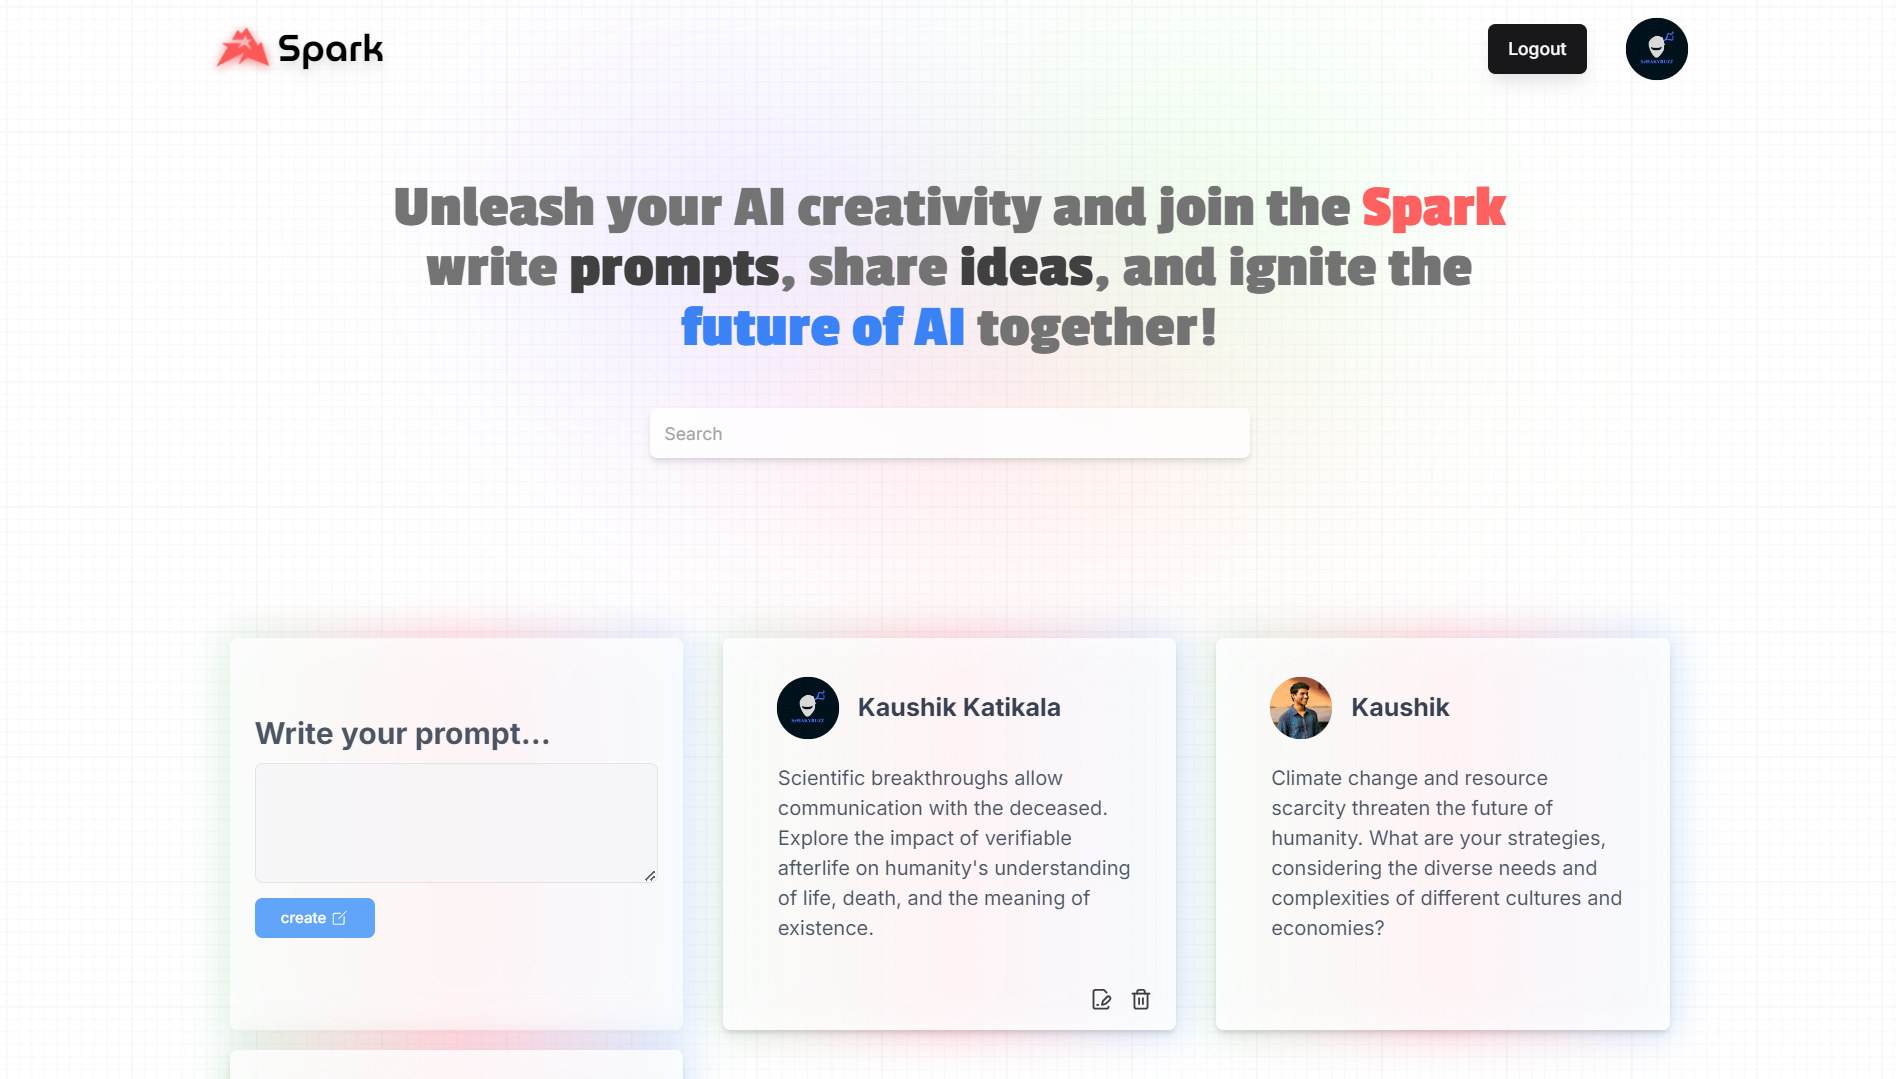 Spark
Logout
Unleash your AI creativity and join the Spark
write prompts, share ideas, and ignite the
future of AI together!
Search
Write your prompt...
create
Kaushik Katikala
Scientific breakthroughs allow
communication with the deceased.
Explore the impact of verifiable
afterlife on humanity's understanding
of life, death, and the meaning of
existence.
Kaushik
Climate change and resource
scarcity threaten the future of
humanity. What are your strategies,
considering the diverse needs and
complexities of different cultures and
economies?